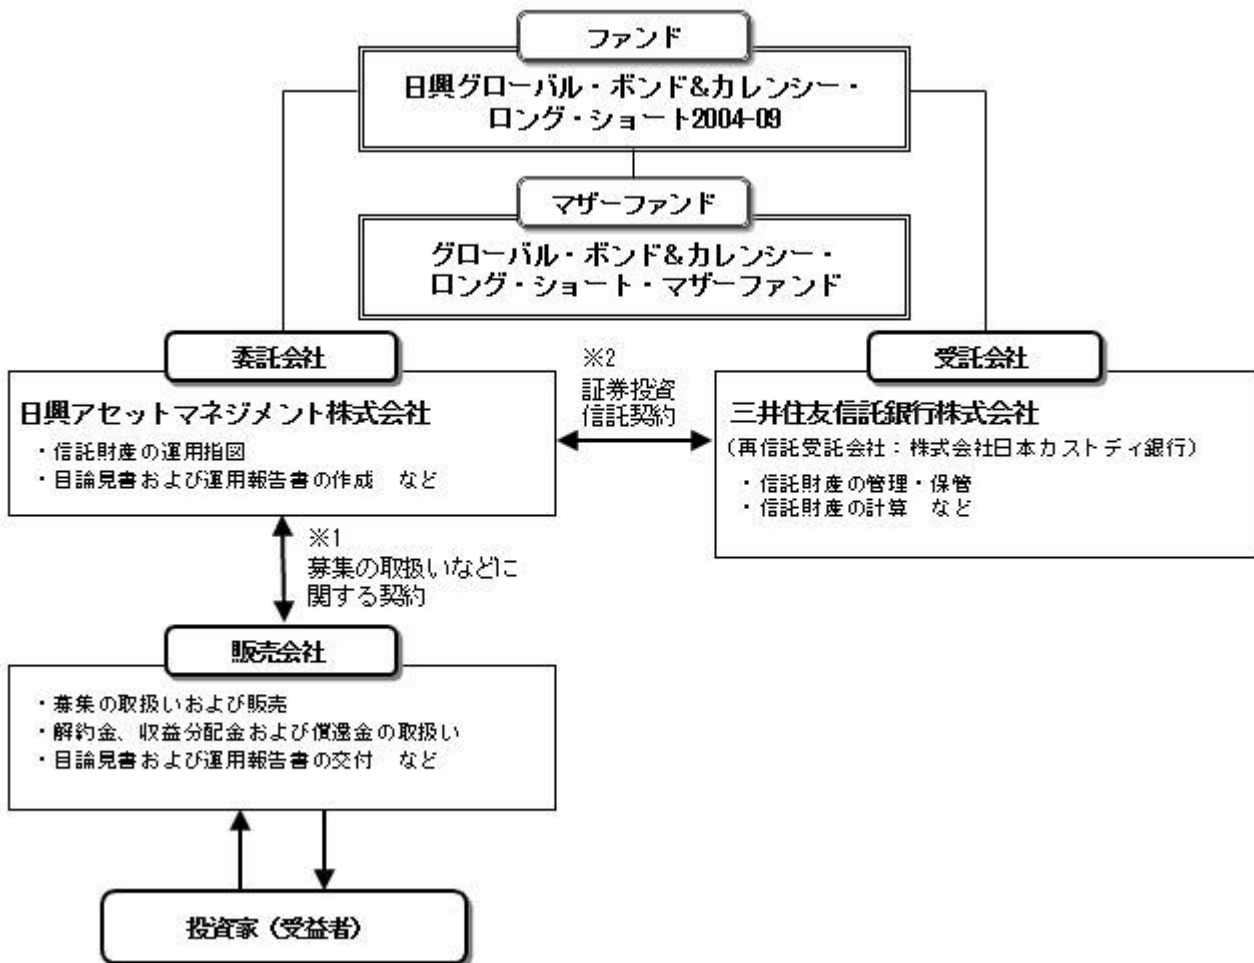 ファンド
日興グローバル・ボンド&カレンシー・
ロング・ショート2004-09
マザーファンド
グローバル・ボンド&カレンシー・
ロング・ショート・マザーファンド
委託会社
日興アセットマネジメント株式会社
・信託財産の運用指図
・目論見書および運用報告書の作成　など
※2
証券投資
信託契約
受託会社
三井住友信託銀行株式会社
（再信託受託会社：株式会社日本カストディ銀行）
・信託財産の管理・保管
・信託財産の計算　など
※1
募集の取扱いなどに
関する契約
販売会社
・募集の取扱いおよび販売
・解約金、収益分配金および償還金の取扱い
・目論見書および運用報告書の交付　など
投資家（受益者）